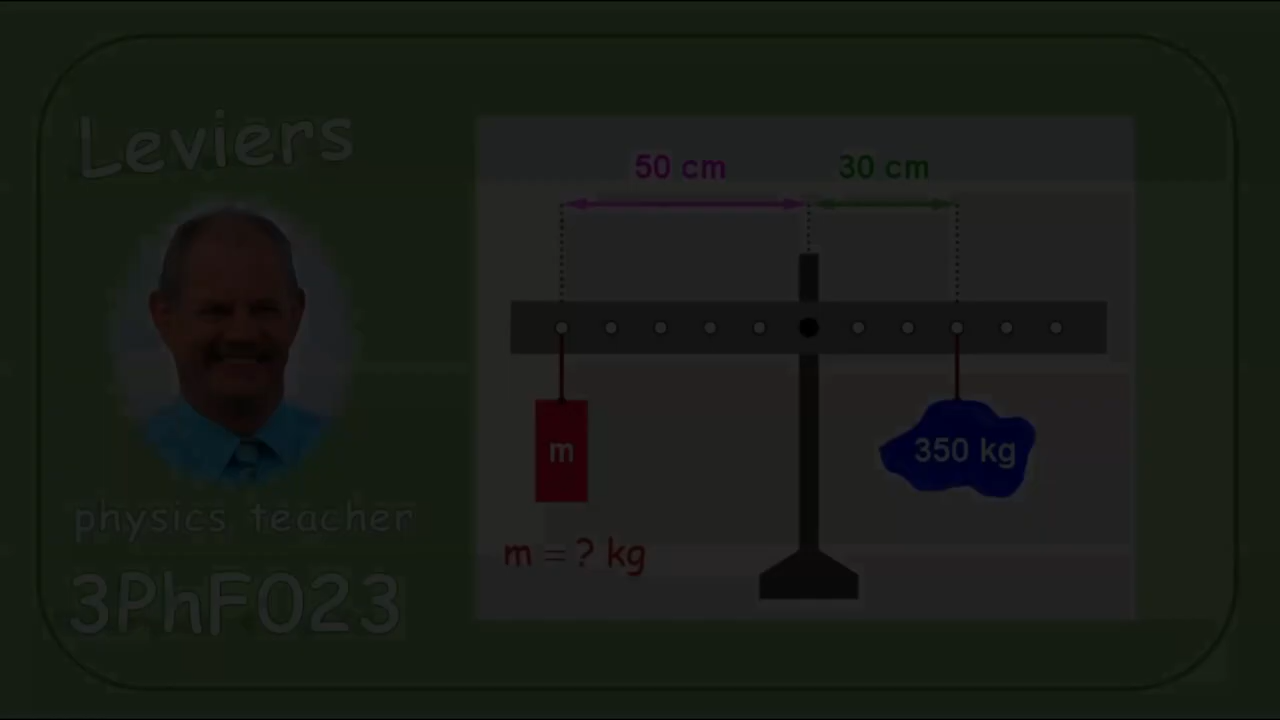 Leviers
50 cm
30 cm
m
350 kg
m = ? kg
physics teacher
3PhF023